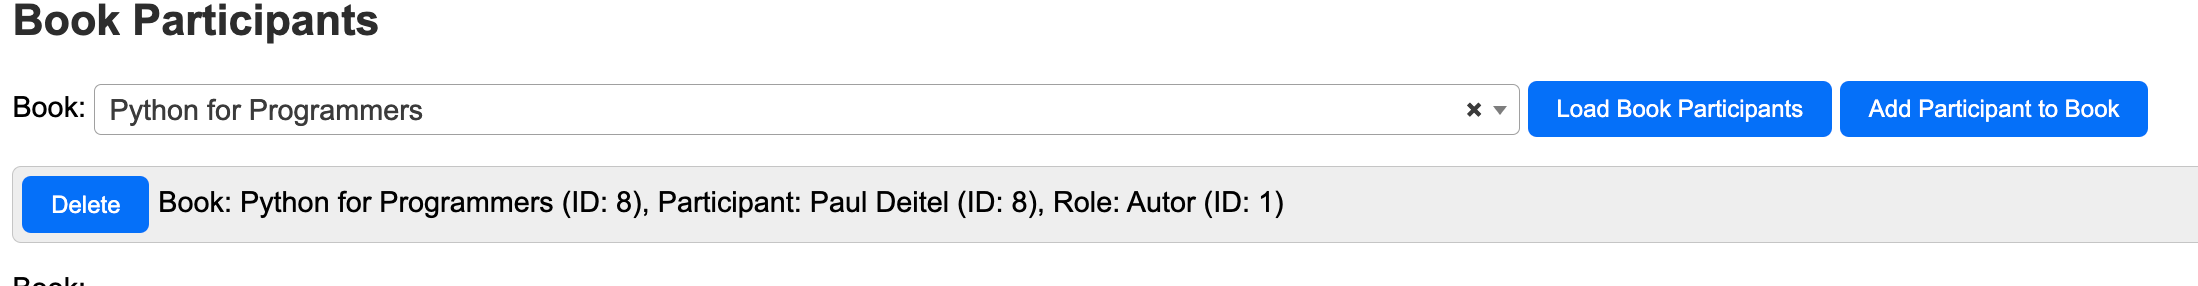 Book Participants
Book: Python for Programmers × Load Book Participants Add Participant to Book
Delete Book: Python for Programmers (ID: 8), Participant: Paul Deitel (ID: 8), Role: Autor (ID: 1)
Book: